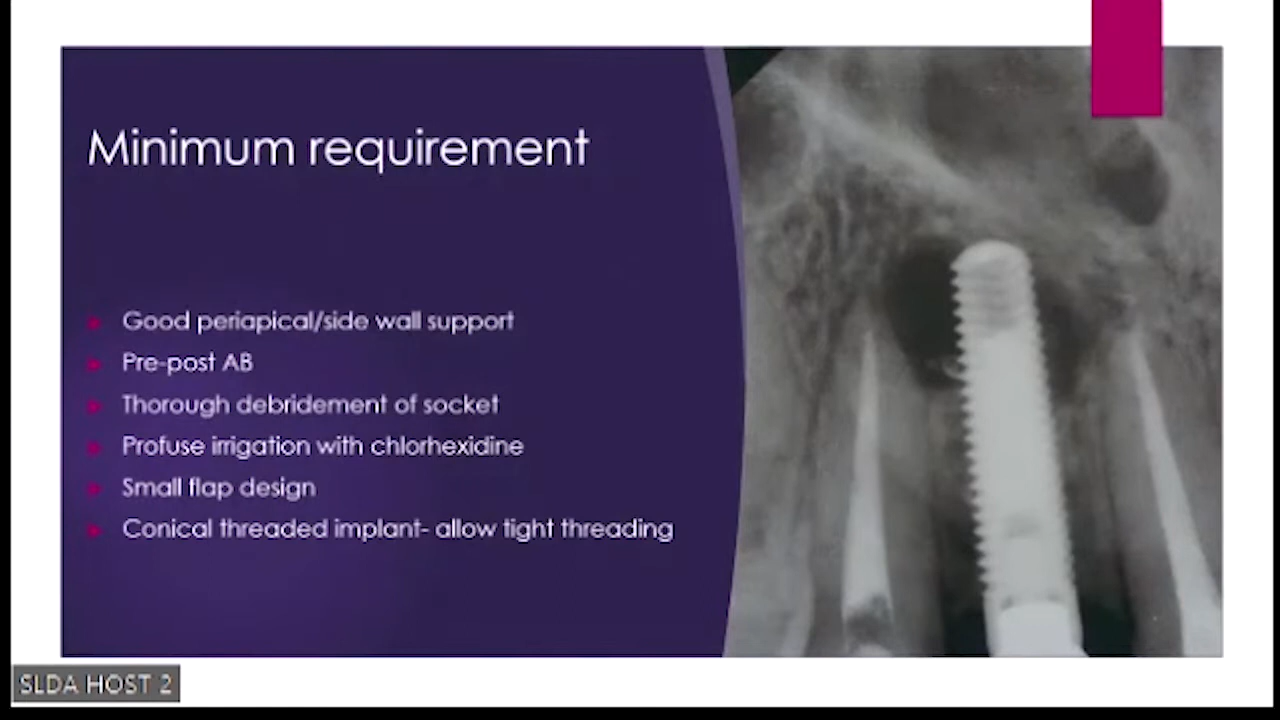 Minimum requirement
Good periapical/side wall support
Pre-post AB
Thorough debridement of socket
Profuse irrigation with chlorhexidine
Small flap design
Conical threaded implant- allow tight threading
SLDA HOST 2